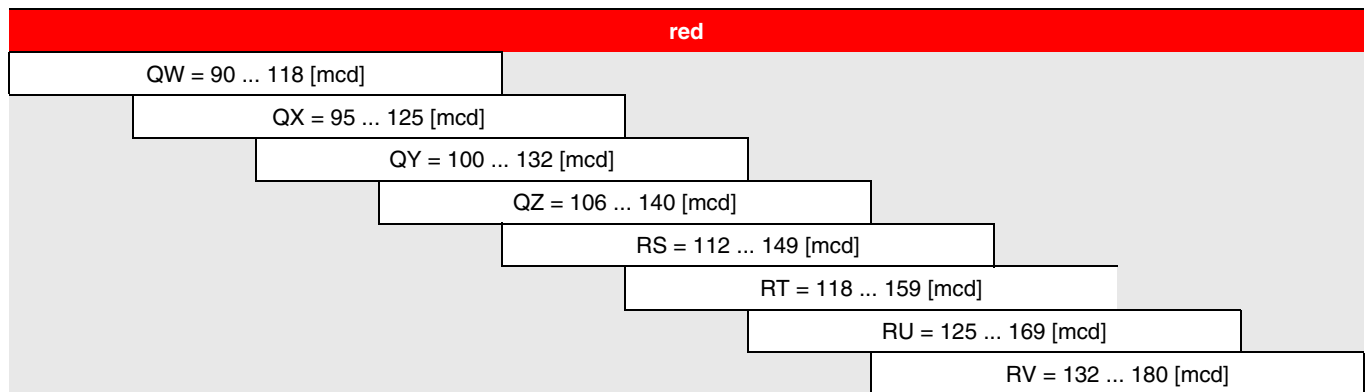 red
QW = 90 ... 118 [mcd]
QX = 95 ... 125 [mcd]
QY = 100 ... 132 [mcd]
QZ = 106 ... 140 [mcd]
RS = 112 ... 149 [mcd]
RT = 118 ... 159 [mcd]
RU = 125 ... 169 [mcd]
RV = 132 ... 180 [mcd]